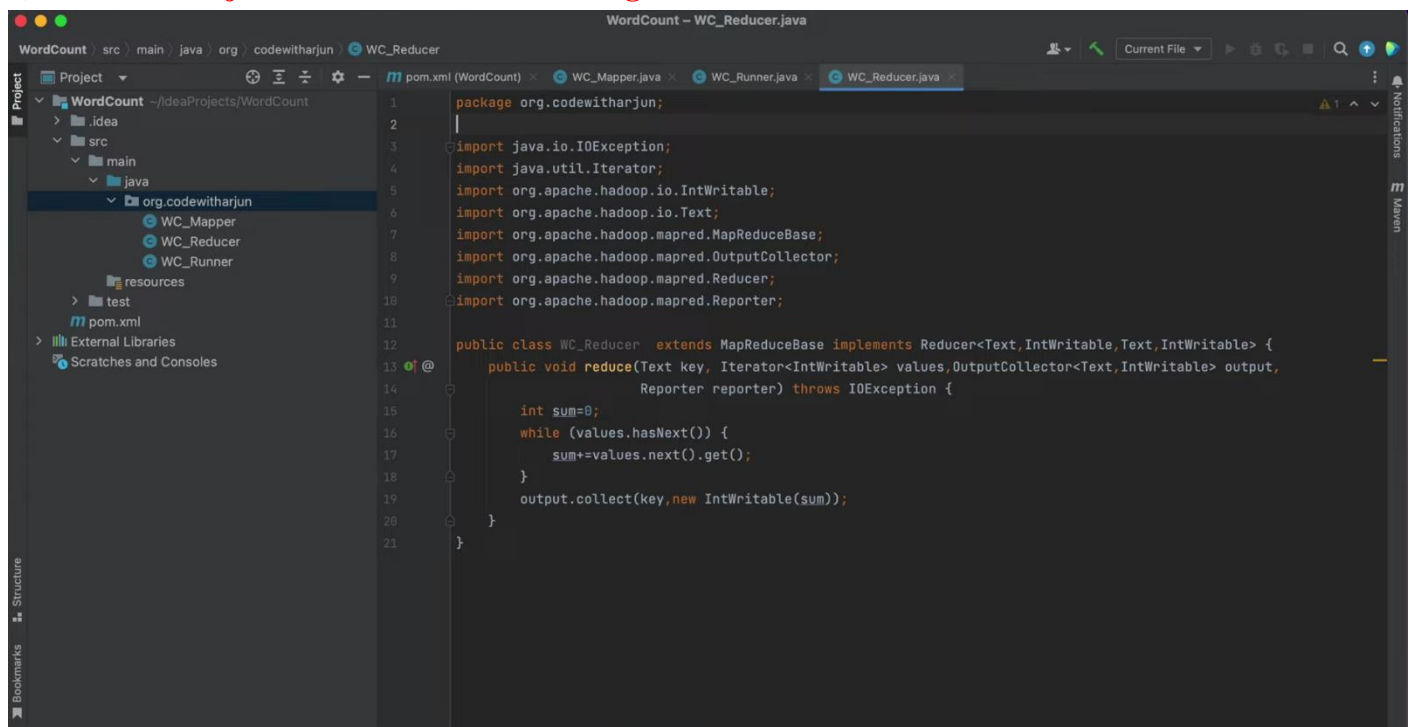 WordCount – WC_Reducer.java
WordCount src main java org codewitharjun WC_Reducer
Current File
Project
pom.xml (WordCount)
WC_Mapper.java
WC_Runner.java
WC_Reducer.java
Project
WordCount ~/IdeaProjects/WordCount
.idea
src
main
java
org.codewitharjun
WC_Mapper
WC_Reducer
WC_Runner
resources
test
pom.xml
External Libraries
Scratches and Consoles
Structure
Bookmarks
1 package org.codewitharjun;
2
3 import java.io.IOException;
4 import java.util.Iterator;
5 import org.apache.hadoop.io.IntWritable;
6 import org.apache.hadoop.io.Text;
7 import org.apache.hadoop.mapred.MapReduceBase;
8 import org.apache.hadoop.mapred.OutputCollector;
9 import org.apache.hadoop.mapred.Reducer;
10 import org.apache.hadoop.mapred.Reporter;
11
12 public class WC_Reducer  extends MapReduceBase implements Reducer<Text,IntWritable,Text,IntWritable> {
13 @ public void reduce(Text key, Iterator<IntWritable> values,OutputCollector<Text,IntWritable> output,
14 Reporter reporter) throws IOException {
15 int sum=0;
16 while (values.hasNext()) {
17 sum+=values.next().get();
18 }
19 output.collect(key,new IntWritable(sum));
20 }
21 }
1
Notifications
m Maven